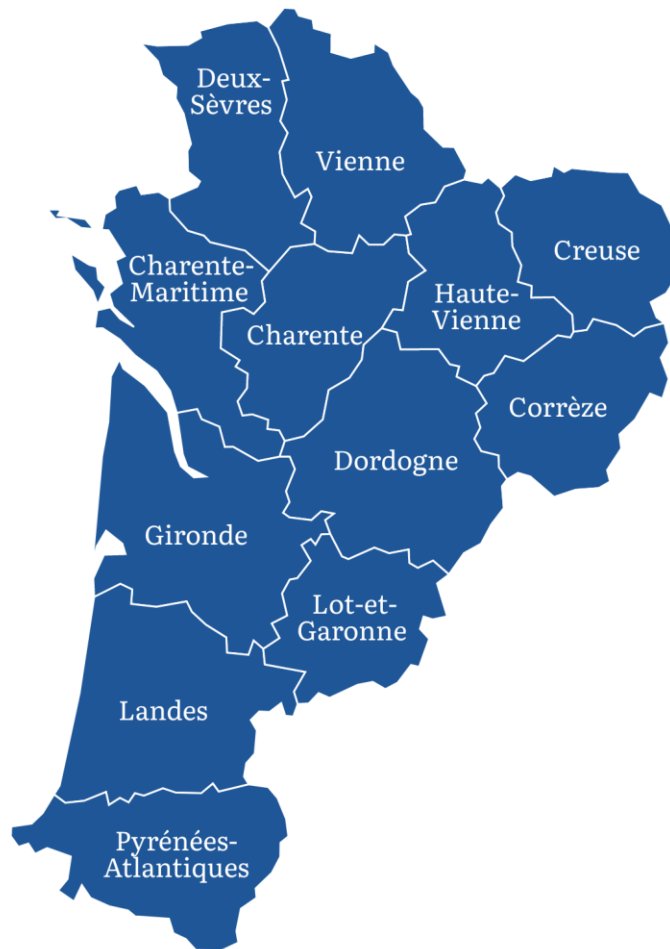 Deux-
Sèvres
Vienne
Creuse
Charente-
Maritime
Haute-
Vienne
Charente
Corrèze
Dordogne
Gironde
Lot-et-
Garonne
Landes
Pyrénées-
Atlantiques